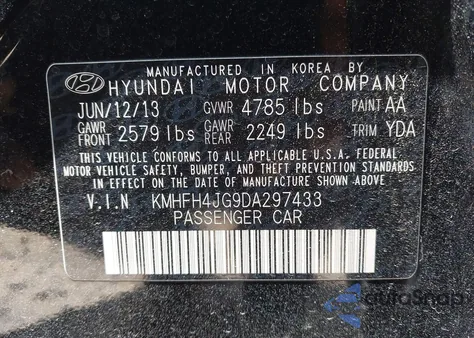 MANUFACTURED IN KOREA BY
HYUNDAI MOTOR COMPANY
JUN/12/13 GVWR 4785 lbs PAINT AA
GAWR FRONT 2579 lbs GAWR REAR 2249 lbs TRIM YDA
THIS VEHICLE CONFORMS TO ALL APPLICABLE U.S.A. FEDERAL
MOTOR VEHICLE SAFETY, BUMPER, AND THEFT PREVENTION STANDARDS
IN EFFECT ON THE DATE OF MANUFACTURE SHOWN ABOVE.
V.I.N KMHFH4JG9DA297433
PASSENGER CAR
AutoSnap